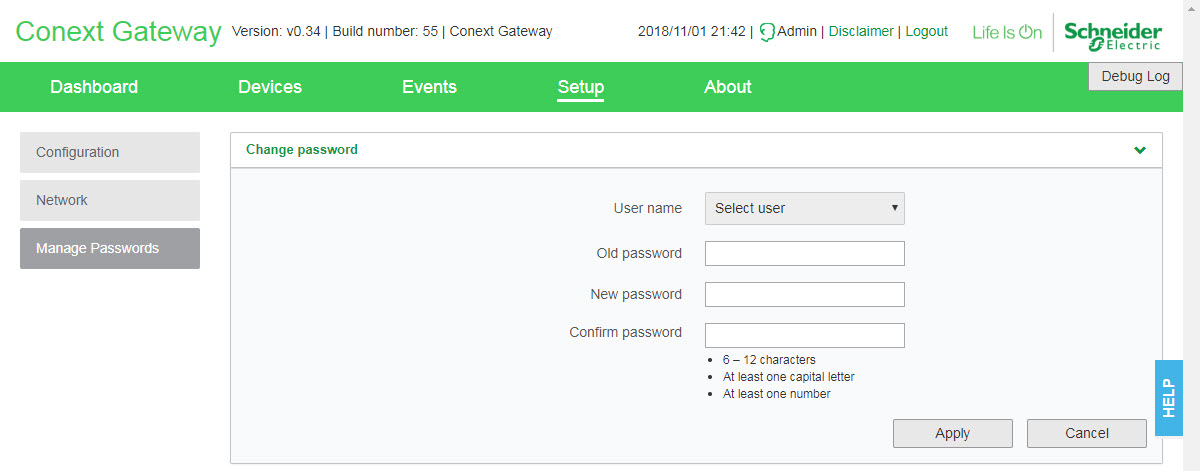 Conext Gateway Version: v0.34 | Build number: 55 | Conext Gateway 2018/11/01 21:42 | Admin | Disclaimer | Logout Life Is On Schneider Electric
Debug Log
Dashboard Devices Events Setup About
Configuration
Network
Manage Passwords
Change password
User name Select user
Old password
New password
Confirm password
• 6 – 12 characters
• At least one capital letter
• At least one number
Apply Cancel
HELP